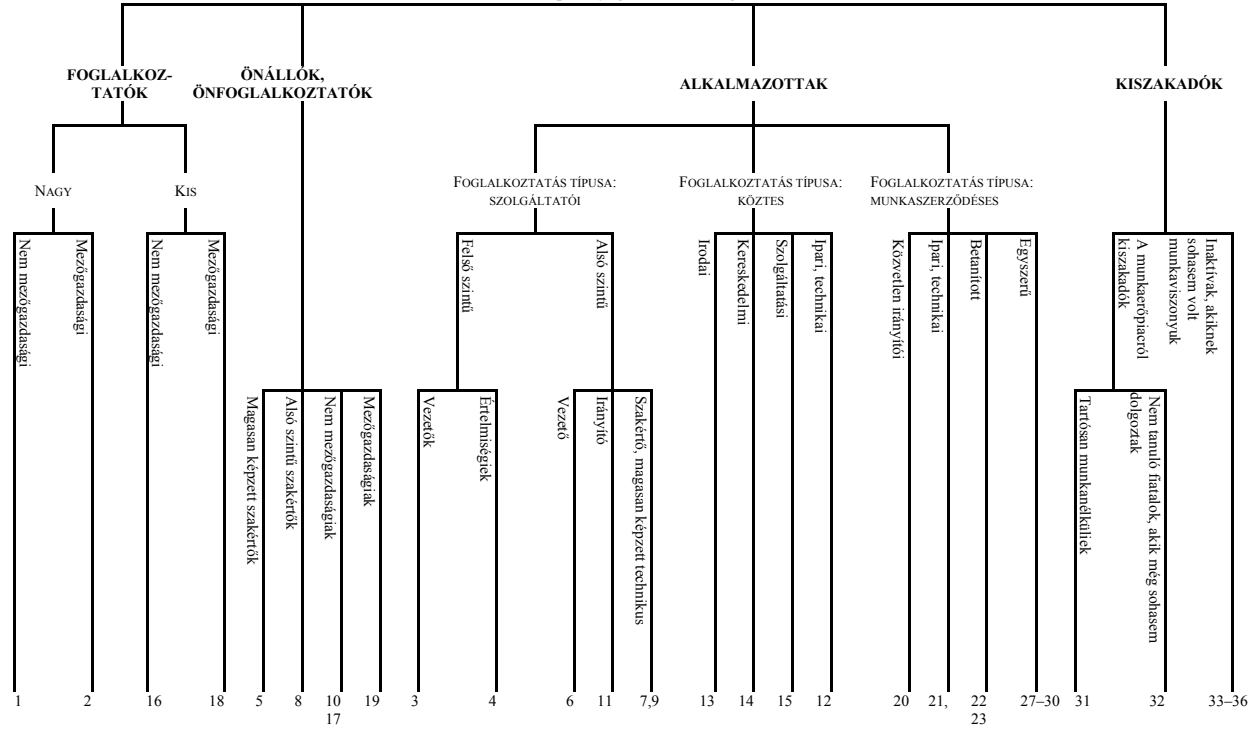 FOGLALKOZ-
TATÓK
ÖNÁLLÓK,
ÖNFOGLALKOZTATÓK
ALKALMAZOTTAK
KISZAKADÓK
NAGY
KIS
FOGLALKOZTATÁS TÍPUSA:
SZOLGÁLTATÓI
FOGLALKOZTATÁS TÍPUSA:
KÖZTES
FOGLALKOZTATÁS TÍPUSA:
MUNKASZERZŐDÉSES
Nem mezőgazdasági
Mezőgazdasági
Nem mezőgazdasági
Mezőgazdasági
Felső szintű
Alsó szintű
Irodai
Kereskedelmi
Szolgáltatási
Ipari, technikai
Közvetlen irányítói
Ipari, technikai
Betanított
Egyszerű
A munkaerőpiacról
kiszakadók
Inaktívak, akiknek
sohasem volt
munkaviszonyuk
Magasan képzett szakértők
Alsó szintű szakértők
Nem mezőgazdaságiak
Mezőgazdaságiak
Vezetők
Értelmiségiek
Vezető
Irányító
Szakértő, magasan képzett technikus
Tartósan munkanélküliek
Nem tanuló fiatalok, akik még sohasem
dolgoztak
1 2 16 18 5 8 10 19 3 4 6 11 7,9 13 14 15 12 20 21, 22 27–30 31 32 33–36
17 23